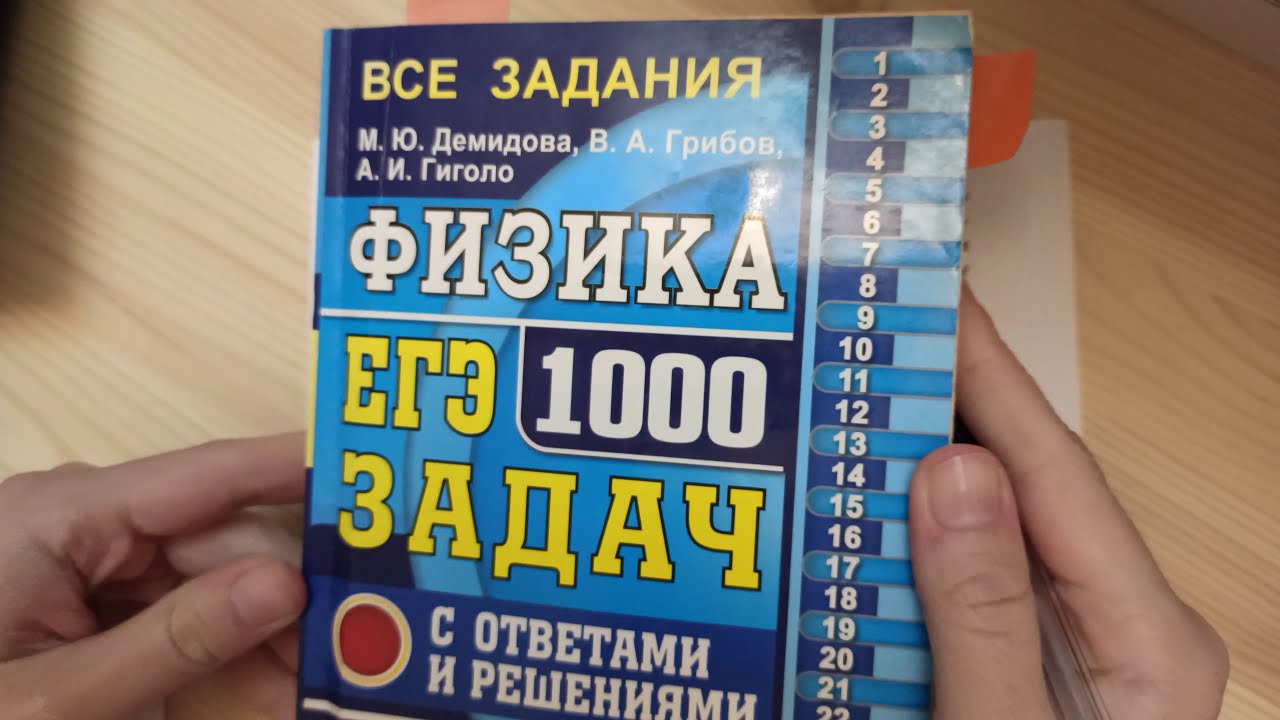 ВСЕ ЗАДАНИЯ
М. Ю. Демидова, В. А. Грибов,
А. И. Гиголо
ФИЗИКА
ЕГЭ 1000
ЗАДАЧ
С ОТВЕТАМИ
И РЕШЕНИЯМИ
1
2
3
4
5
6
7
8
9
10
11
12
13
14
15
16
17
18
19
20
21
22